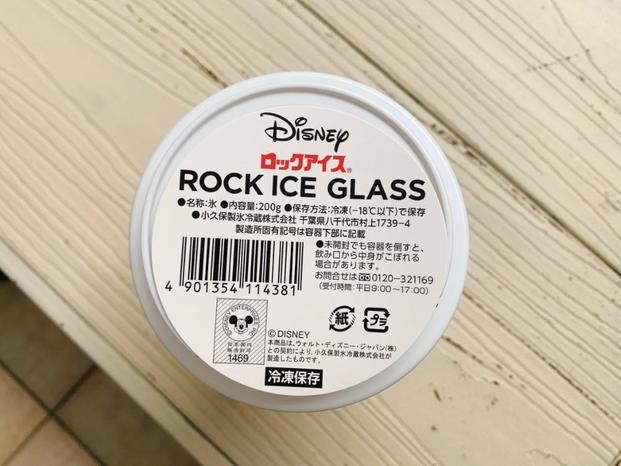 Disney
ロックアイス®
ROCK ICE GLASS
●名称:氷 ●内容量:200g ●保存方法:冷凍(−18℃以下)で保存
●小久保製氷冷蔵株式会社 千葉県八千代市村上1739−4
製造所固有記号は容器下部に記載
●未開封でも容器を倒すと、
飲み口から中身がこぼれる
場合があります。
お問合せは 0120−321169
(受付時間:平日9:00〜17:00)
4 901354 114381
1469
紙
プラ
©DISNEY
本商品は、ウォルト・ディズニー・ジャパン(株)
との契約により、小久保製氷冷蔵株式会社が
製造したものです。
冷凍保存